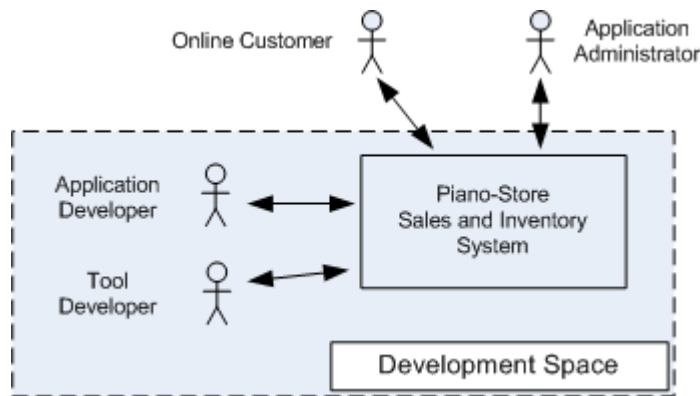 Online Customer
Application
Administrator
Application
Developer
Piano-Store
Sales and Inventory
System
Tool
Developer
Development Space